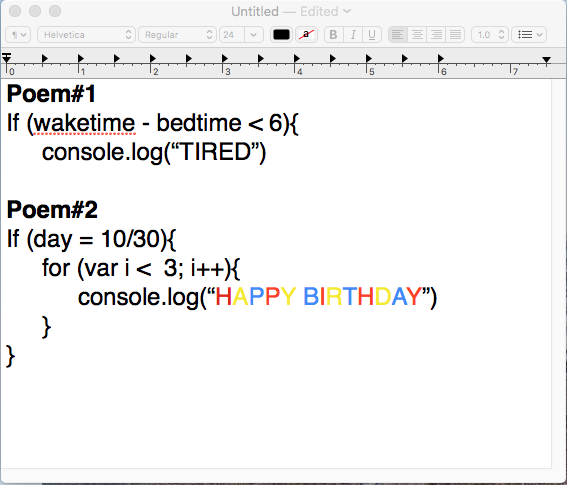 Untitled — Edited
¶ Helvetica Regular 24 a B I U 1.0
0 1 2 3 4 5 6 7
Poem#1
If (waketime - bedtime < 6){
console.log(“TIRED”)
Poem#2
If (day = 10/30){
for (var i <  3; i++){
console.log(“HAPPY BIRTHDAY”)
}
}